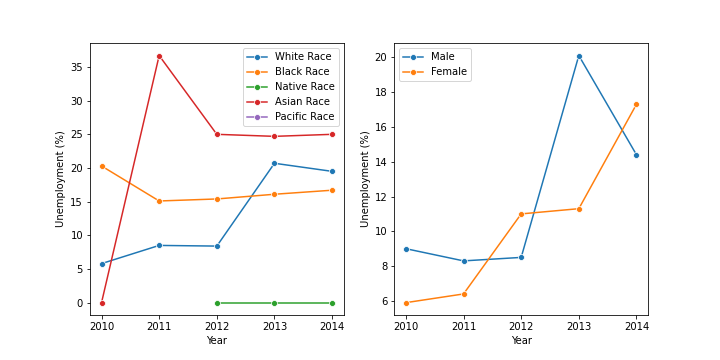 35
30
25
20
15
10
5
0
Unemployment (%)
2010 2011 2012 2013 2014
Year
White Race
Black Race
Native Race
Asian Race
Pacific Race
20
18
16
14
12
10
8
6
Unemployment (%)
2010 2011 2012 2013 2014
Year
Male
Female